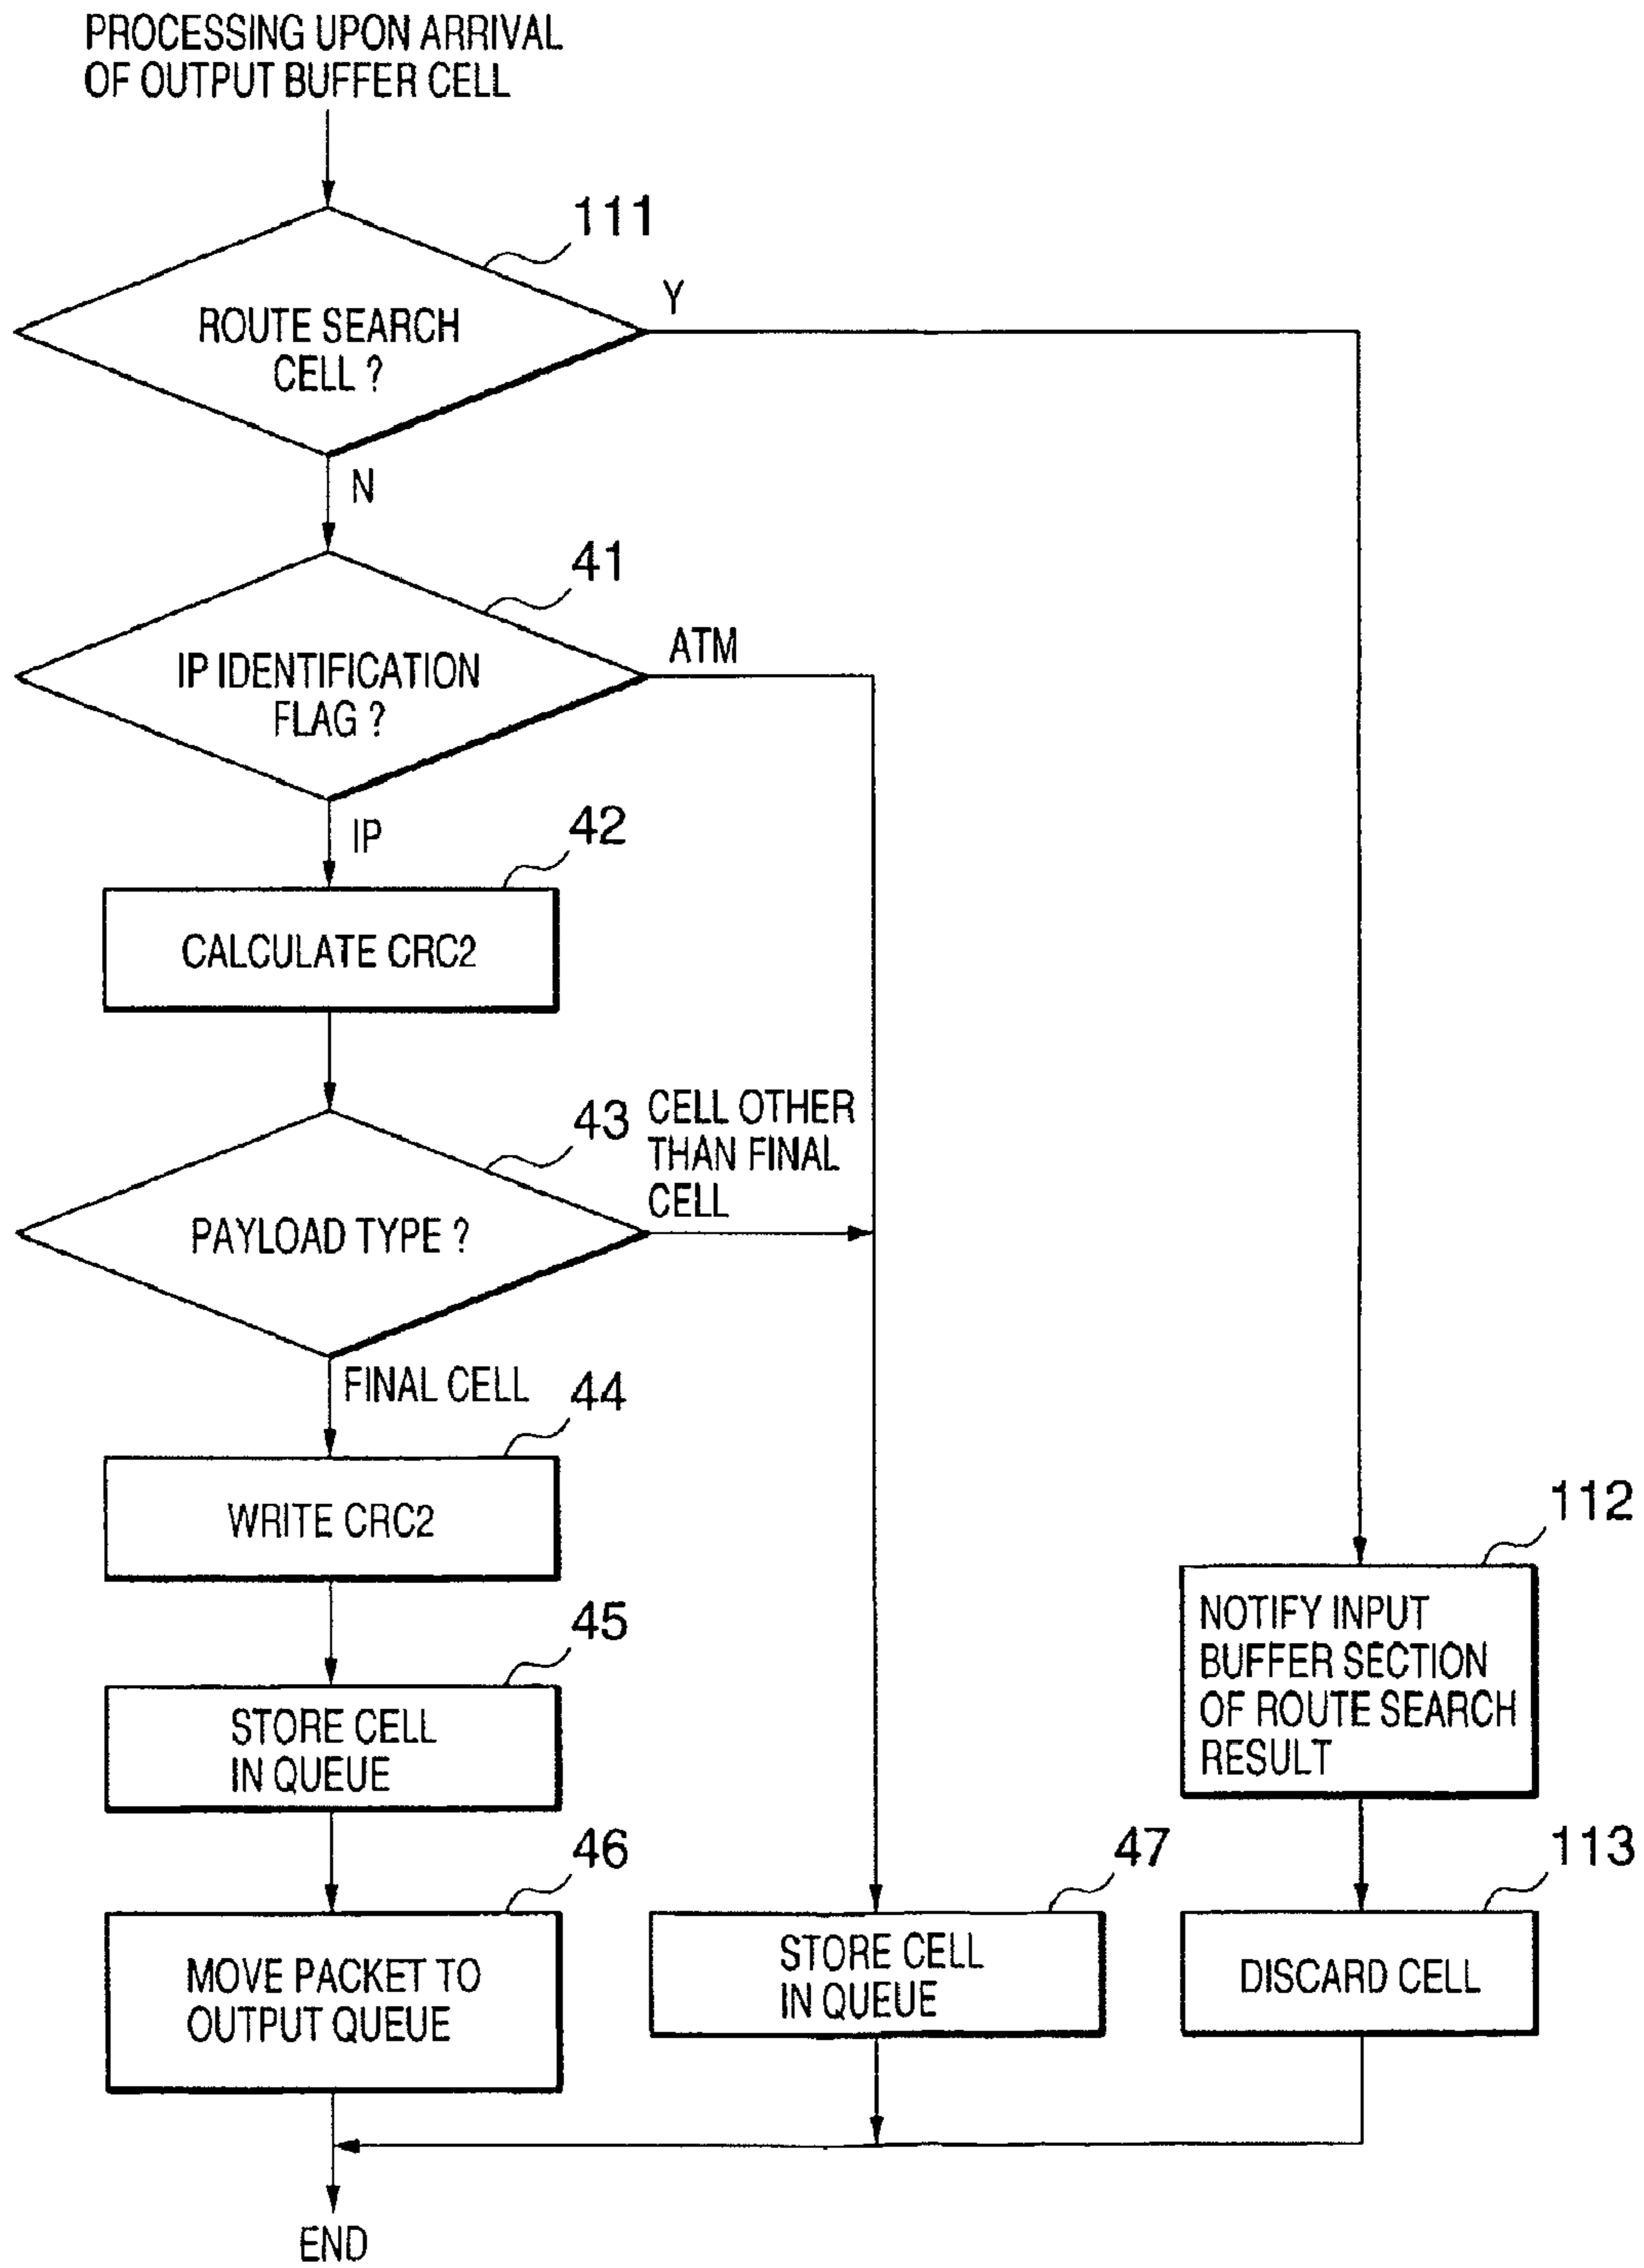 PROCESSING UPON ARRIVAL
OF OUTPUT BUFFER CELL
111
ROUTE SEARCH
CELL ?
Y
N
41
IP IDENTIFICATION
FLAG ?
ATM
IP
42
CALCULATE CRC2
43
CELL OTHER
THAN FINAL
CELL
PAYLOAD TYPE ?
FINAL CELL
44
WRITE CRC2
112
NOTIFY INPUT
BUFFER SECTION
OF ROUTE SEARCH
RESULT
45
STORE CELL
IN QUEUE
46
MOVE PACKET TO
OUTPUT QUEUE
47
STORE CELL
IN QUEUE
113
DISCARD CELL
END